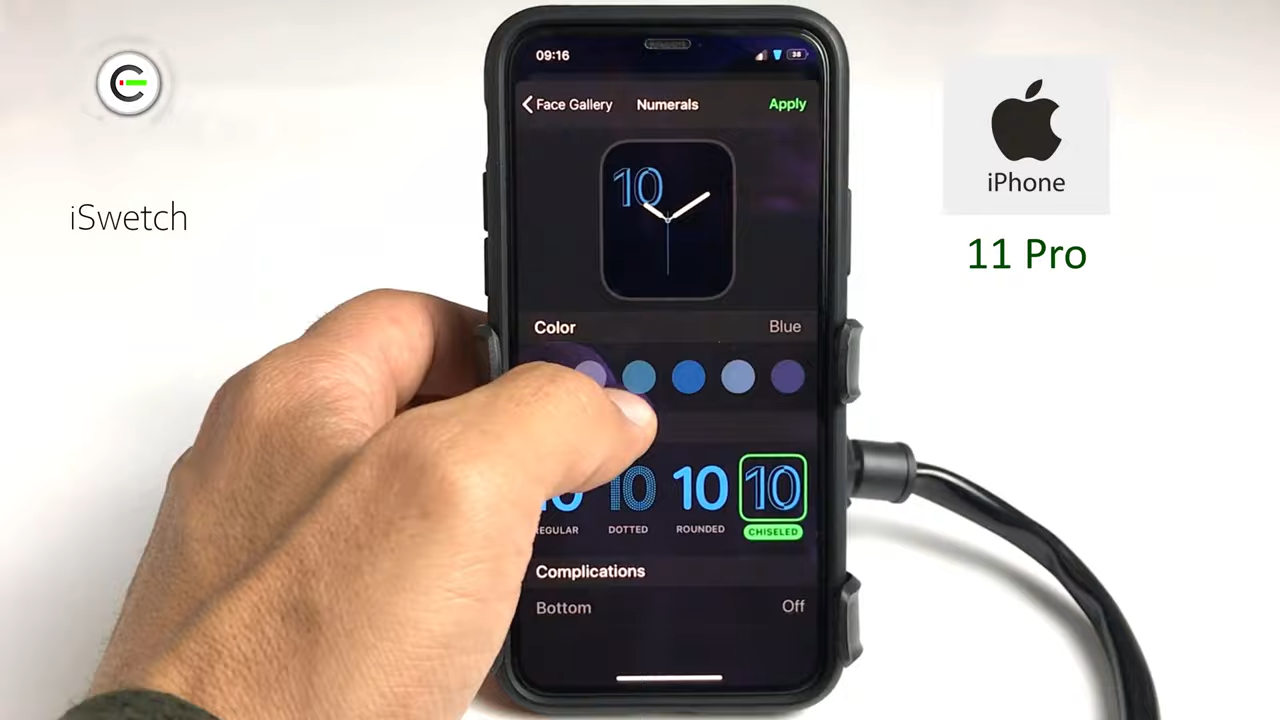 iSwetch
iPhone
11 Pro
09:16
38
Face Gallery
Numerals
Apply
10
Color
Blue
10
10
10
10
EGULAR
DOTTED
ROUNDED
CHISELED
Complications
Bottom
Off